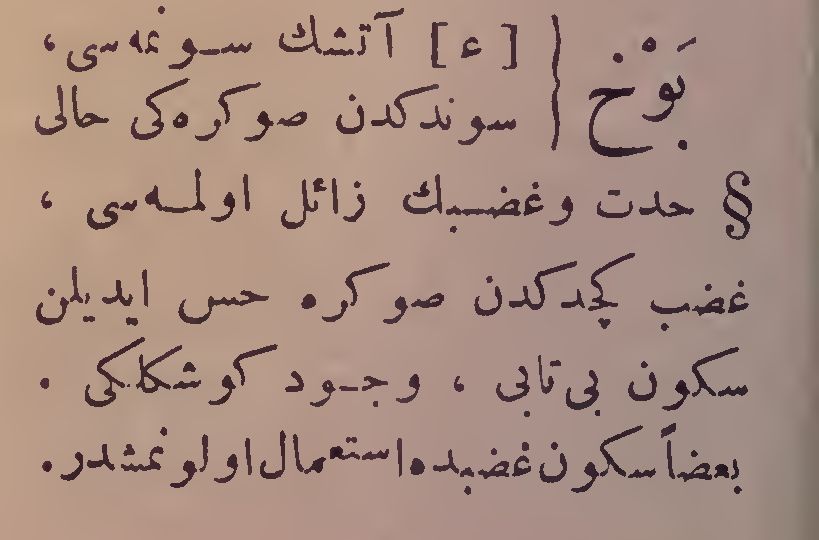 بَوْخ { [ ع ] آتشك سونمه‌سی ،
سوندكدن صوكره‌كی حالی
§ حدت وغضبك زائل اولمه‌سی ،
غضب كچدكدن صوكره حس ایدیلن
سكون بی‌تابی ، وجود كوشكلكی .
بعضاً سكون غضبده استعمال اولونمشدر .